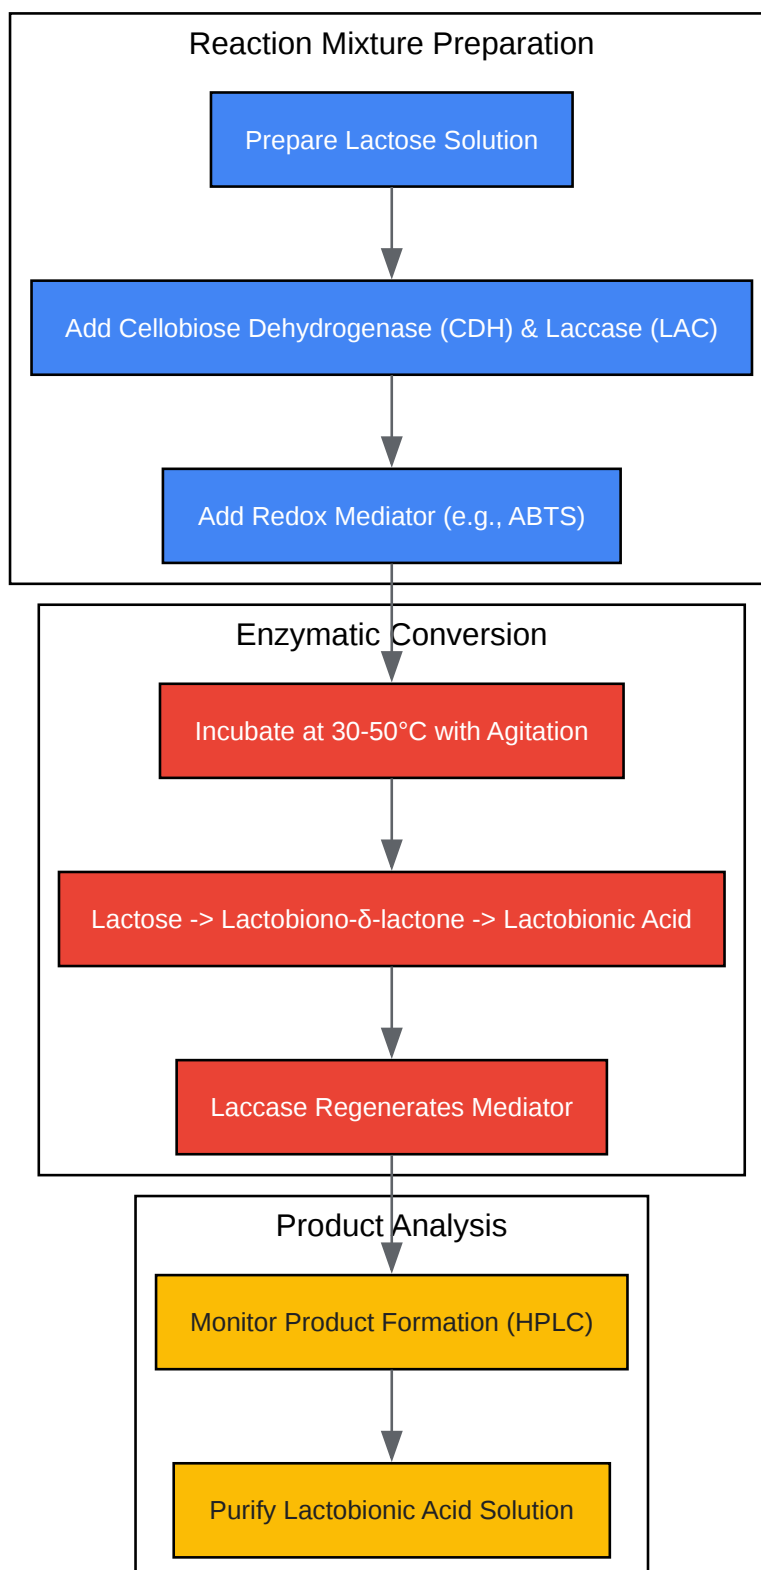 Reaction Mixture Preparation
Prepare Lactose Solution
Add Cellobiose Dehydrogenase (CDH) & Laccase (LAC)
Add Redox Mediator (e.g., ABTS)
Enzymatic Conversion
Incubate at 30-50°C with Agitation
Lactose -> Lactobiono-δ-lactone -> Lactobionic Acid
Laccase Regenerates Mediator
Product Analysis
Monitor Product Formation (HPLC)
Purify Lactobionic Acid Solution